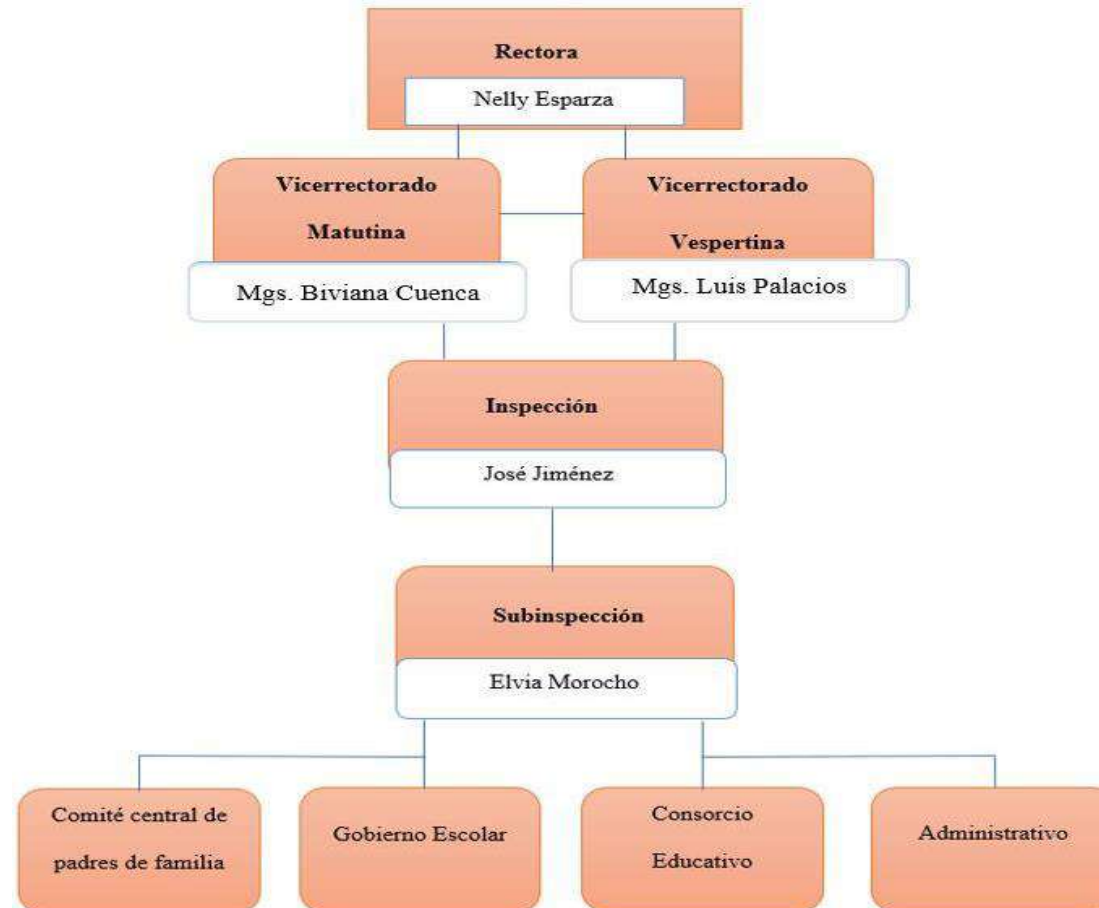 Rectora
Nelly Esparza
Vicerrectorado
Matutina
Mgs. Biviana Cuenca
Vicerrectorado
Vespertina
Mgs. Luis Palacios
Inspección
José Jiménez
Subinspección
Elvia Morocho
Comité central de
padres de familia
Gobierno Escolar
Consorcio
Educativo
Administrativo